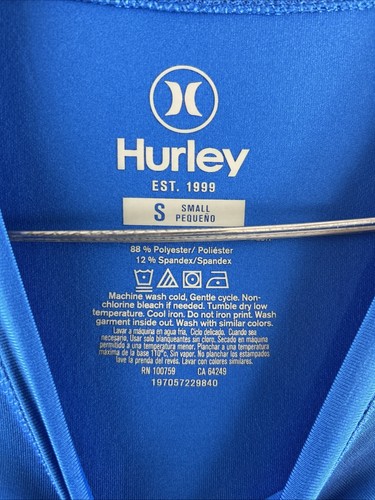 Hurley
EST. 1999
S SMALL
PEQUEÑO
88 % Polyester/ Poliéster
12 % Spandex/Spandex
Machine wash cold, Gentle cycle. Non-
chlorine bleach if needed. Tumble dry low
temperature. Cool iron. Do not iron print. Wash
garment inside out. Wash with similar colors.
Lavar a máquina en agua fría, Ciclo delicado. Cuando sea
necesario, Usar solo blanqueantes sin cloro. Secado en máquina
permitido a una temperatura menor. Planchar a una temperatura
máxima de la base 110°c, Sin vapor. No planchar los estampados
lave la prenda del revés. Lavar con colores similares.
RN 100759 CA 64249
197057229840